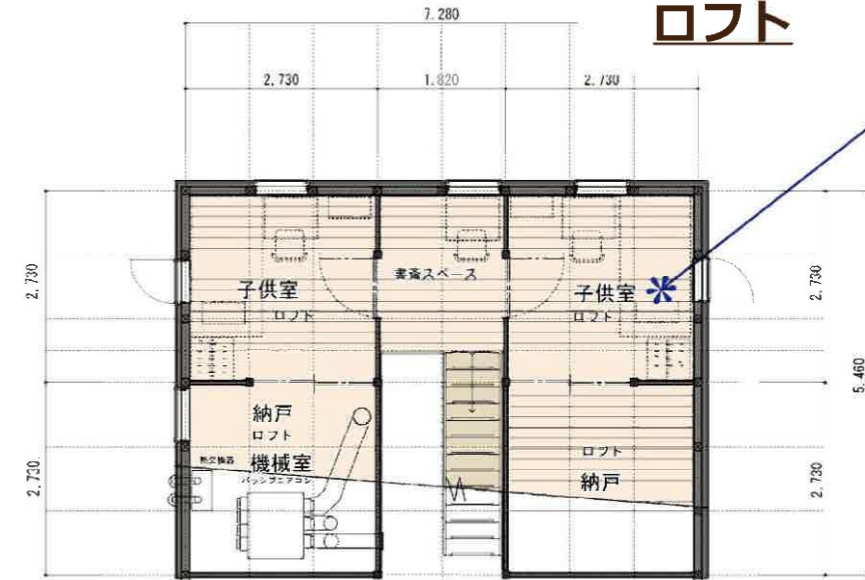 ロフト
7.280
2,730
1,820
2,730
2,730
2,730
書斎スペース
子供室
ロフト
子供室
ロフト
5,460
納戸
ロフト
熱交換器
機械室
パッシブエアコン
ロフト
納戸
2,730
2,730